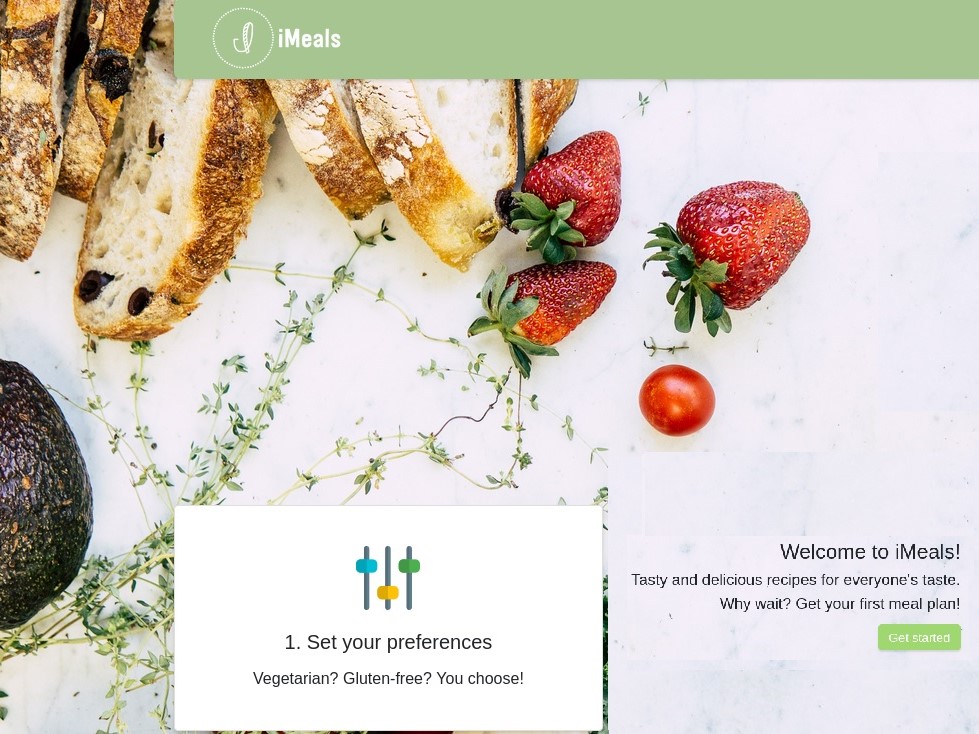 iMeals
Welcome to iMeals!
Tasty and delicious recipes for everyone's taste.
Why wait? Get your first meal plan!
Get started
1. Set your preferences
Vegetarian? Gluten-free? You choose!